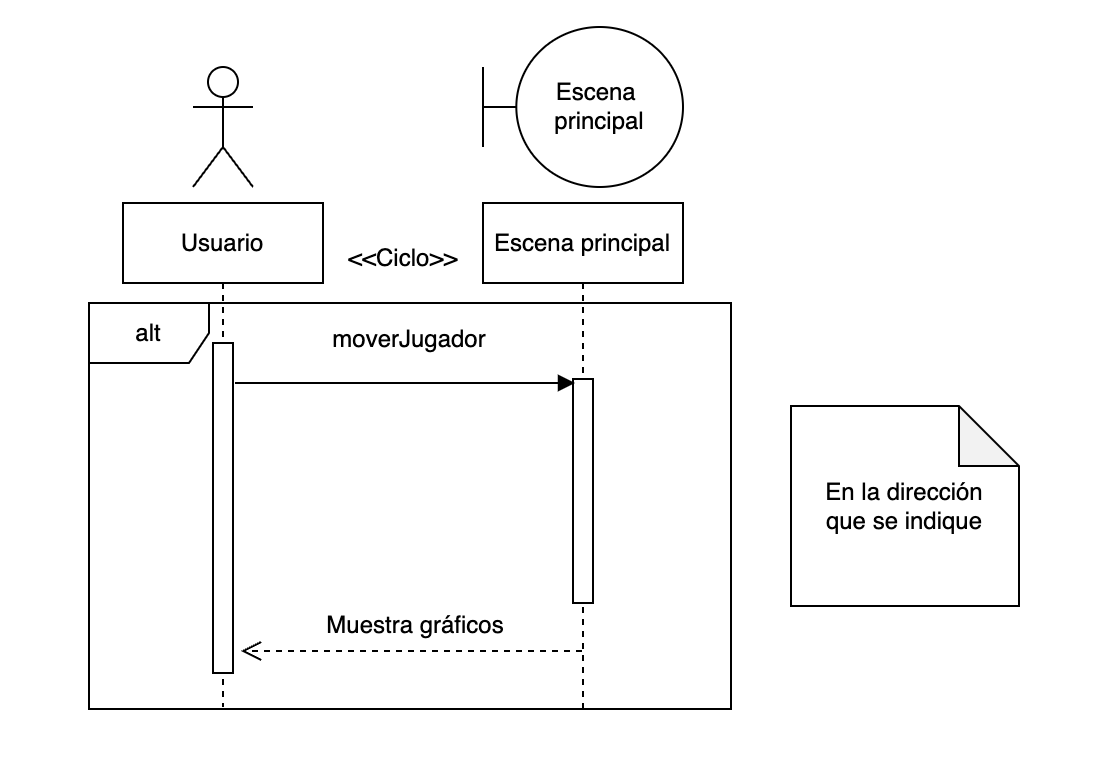 Escena
principal
Usuario
<<Ciclo>>
Escena principal
alt
moverJugador
En la dirección
que se indique
Muestra gráficos